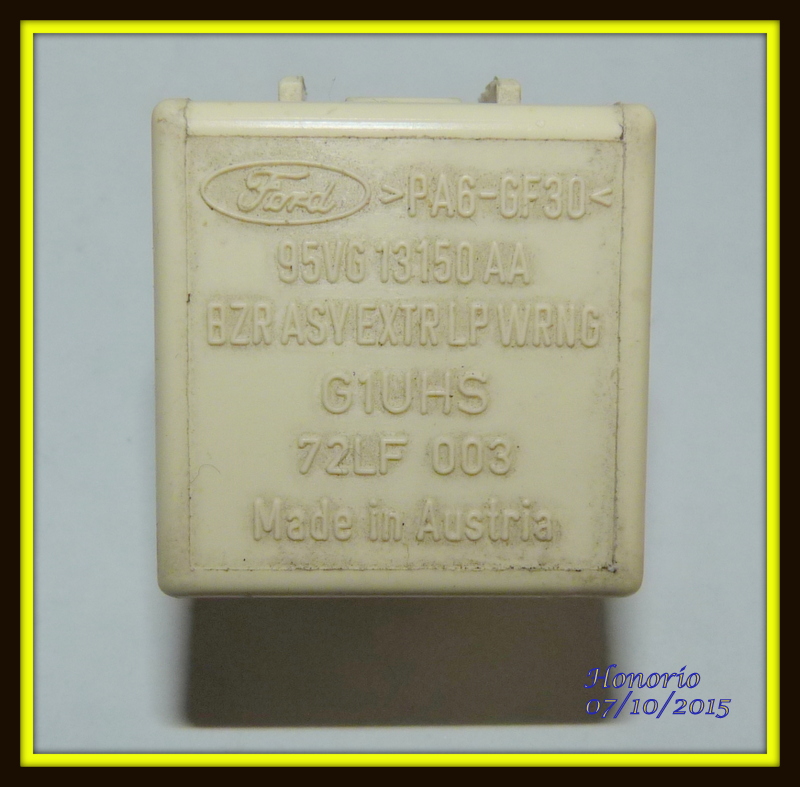 Ford >PA6-GF30<
95VG 13150 AA
BZR ASY EXTR LP WRNG
G1UHS
72LF 003
Made in Austria
Honorio
07/10/2015